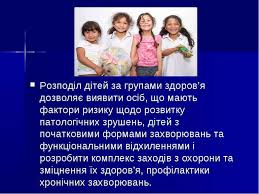 Розподіл дітей за групами здоров'я
дозволяє виявити осіб, що мають
фактори ризику щодо розвитку
патологічних зрушень, дітей з
початковими формами захворювань та
функціональними відхиленнями і
розробити комплекс заходів з охорони та
зміцнення їх здоров'я, профілактики
хронічних захворювань.